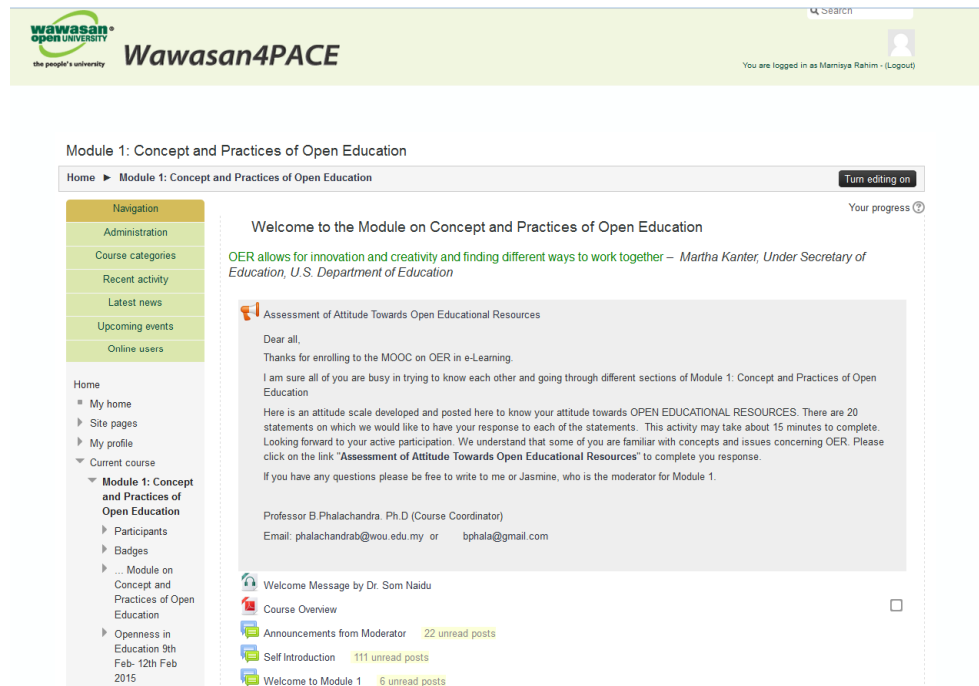 Search
wawasan®
open UNIVERSITY
the people's university
Wawasan4PACE
You are logged in as Marnisya Rahim - (Logout)
Module 1: Concept and Practices of Open Education
Home ► Module 1: Concept and Practices of Open Education
Turn editing on
Your progress
Navigation
Administration
Course categories
Recent activity
Latest news
Upcoming events
Online users
Home
My home
Site pages
My profile
Current course
Module 1: Concept
and Practices of
Open Education
Participants
Badges
... Module on
Concept and
Practices of Open
Education
Openness in
Education 9th
Feb- 12th Feb
2015
Welcome to the Module on Concept and Practices of Open Education
OER allows for innovation and creativity and finding different ways to work together – Martha Kanter, Under Secretary of
Education, U.S. Department of Education
Assessment of Attitude Towards Open Educational Resources
Dear all,
Thanks for enrolling to the MOOC on OER in e-Learning.
I am sure all of you are busy in trying to know each other and going through different sections of Module 1: Concept and Practices of Open
Education
Here is an attitude scale developed and posted here to know your attitude towards OPEN EDUCATIONAL RESOURCES. There are 20
statements on which we would like to have your response to each of the statements. This activity may take about 15 minutes to complete.
Looking forward to your active participation. We understand that some of you are familiar with concepts and issues concerning OER. Please
click on the link "Assessment of Attitude Towards Open Educational Resources" to complete you response.
If you have any questions please be free to write to me or Jasmine, who is the moderator for Module 1.
Professor B.Phalachandra. Ph.D (Course Coordinator)
Email: phalachandrab@wou.edu.my or bphala@gmail.com
Welcome Message by Dr. Som Naidu
Course Overview
Announcements from Moderator 22 unread posts
Self Introduction 111 unread posts
Welcome to Module 1 6 unread posts